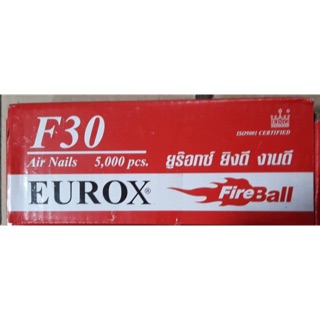 F30
ISO9001 CERTIFIED
Air Nails 5,000 pcs.
ยูร๊อกซ์ ยิงดี งานดี
EUROX®
FireBall